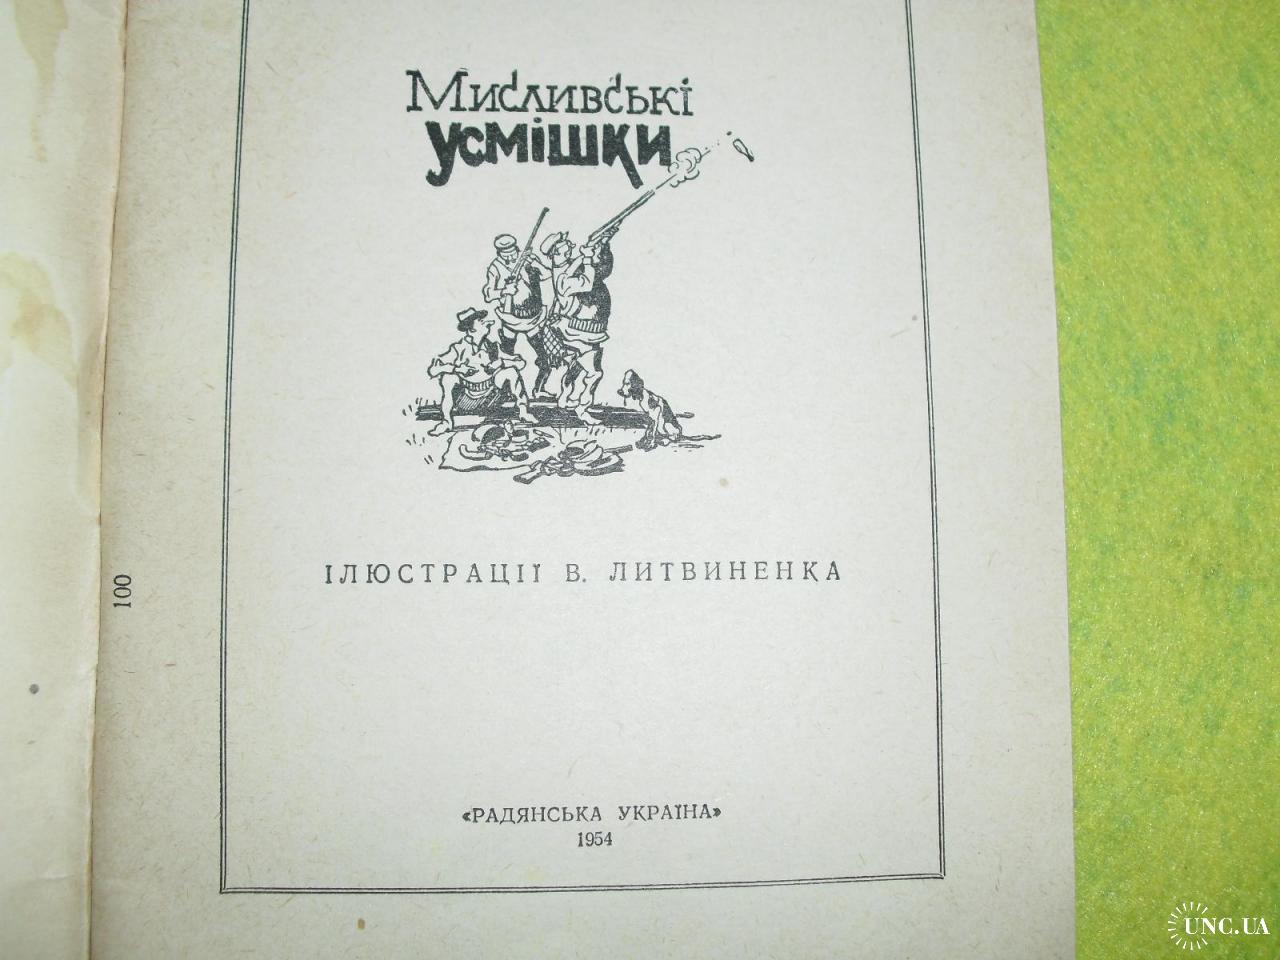 Мисливські
усмішки
ІЛЮСТРАЦІЇ В. ЛИТВИНЕНКА
100
«РАДЯНСЬКА УКРАЇНА»
1954
UNC.UA